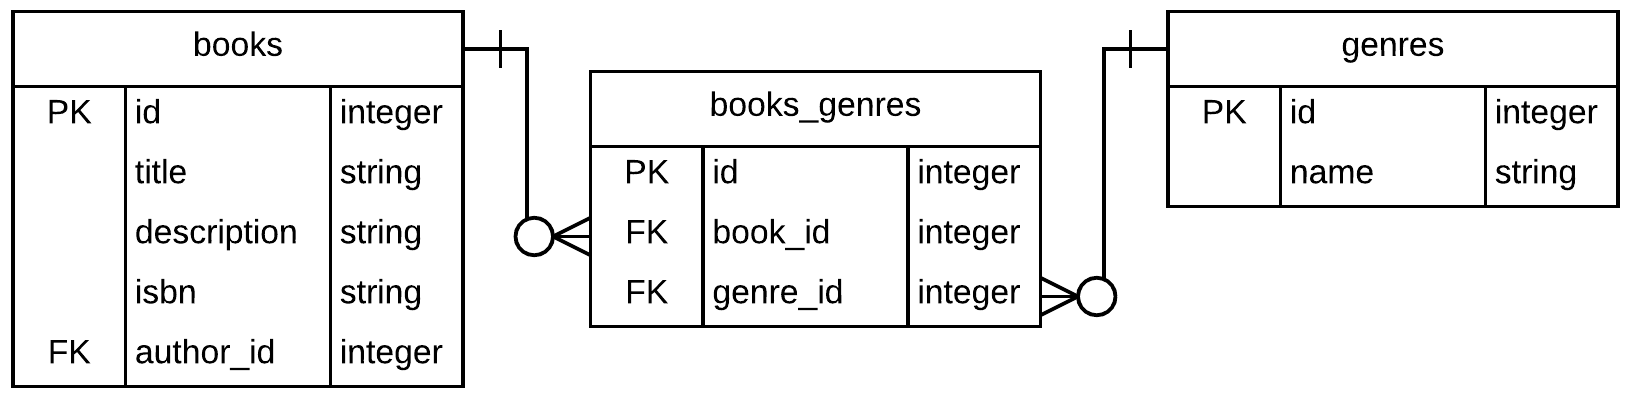 books
PK id integer
title string
description string
isbn string
FK author_id integer
books_genres
PK id integer
FK book_id integer
FK genre_id integer
genres
PK id integer
name string